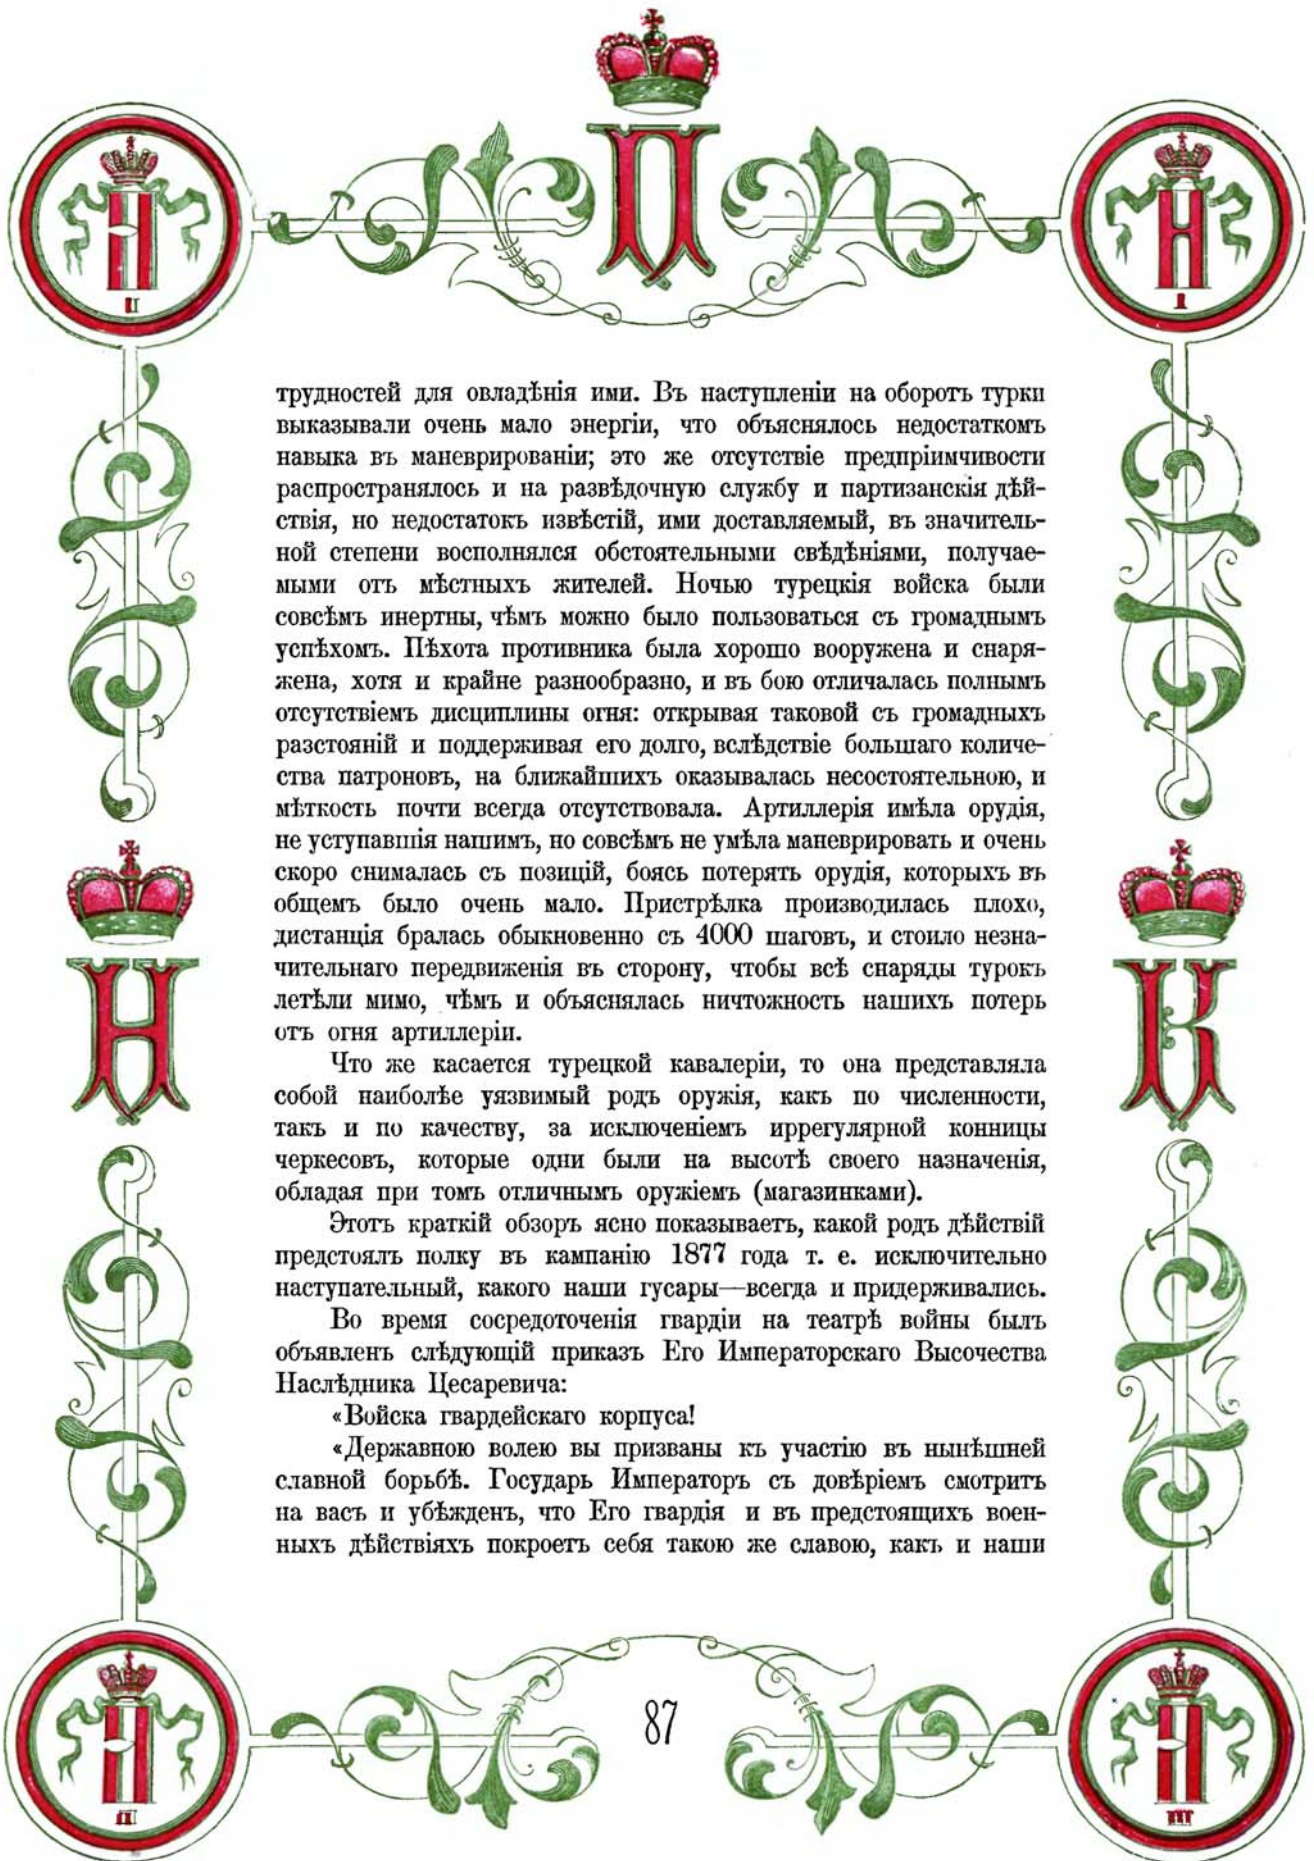 П
II
Н
I
трудностей для овладѣнія ими. Въ наступленіи на оборотъ турки
выказывали очень мало энергіи, что объяснялось недостаткомъ
навыка въ маневрированіи; это же отсутствіе предпріимчивости
распространялось и на развѣдочную службу и партизанскія дѣй-
ствія, но недостатокъ извѣстій, ими доставляемый, въ значитель-
ной степени восполнялся обстоятельными свѣдѣніями, получае-
мыми отъ мѣстныхъ жителей. Ночью турецкія войска были
совсѣмъ инертны, чѣмъ можно было пользоваться съ громаднымъ
успѣхомъ. Пѣхота противника была хорошо вооружена и снаря-
жена, хотя и крайне разнообразно, и въ бою отличалась полнымъ
отсутствіемъ дисциплины огня: открывая таковой съ громадныхъ
разстояній и поддерживая его долго, вслѣдствіе большаго количе-
ства патроновъ, на ближайшихъ оказывалась несостоятельною, и
мѣткость почти всегда отсутствовала. Артиллерія имѣла орудія,
не уступавшія нашимъ, но совсѣмъ не умѣла маневрировать и очень
скоро снималась съ позицій, боясь потерять орудія, которыхъ въ
общемъ было очень мало. Пристрѣлка производилась плохо,
дистанція бралась обыкновенно съ 4000 шаговъ, и стоило незна-
чительнаго передвиженія въ сторону, чтобы всѣ снаряды турокъ
летѣли мимо, чѣмъ и объяснялась ничтожность нашихъ потерь
отъ огня артиллеріи.
Что же касается турецкой кавалеріи, то она представляла
собой наиболѣе уязвимый родъ оружія, какъ по численности,
такъ и по качеству, за исключеніемъ иррегулярной конницы
черкесовъ, которые одни были на высотѣ своего назначенія,
обладая при томъ отличнымъ оружіемъ (магазинками).
Этотъ краткій обзоръ ясно показываетъ, какой родъ дѣйствій
предстоялъ полку въ кампанію 1877 года т. е. исключительно
наступательный, какого наши гусары—всегда и придерживались.
Во время сосредоточенія гвардіи на театрѣ войны былъ
объявленъ слѣдующій приказъ Его Императорскаго Высочества
Наслѣдника Цесаревича:
«Войска гвардейскаго корпуса!
«Державною волею вы призваны къ участію въ нынѣшней
славной борьбѣ. Государь Императоръ съ довѣріемъ смотритъ
на васъ и убѣжденъ, что Его гвардія и въ предстоящихъ воен-
ныхъ дѣйствіяхъ покроетъ себя такою же славою, какъ и наши
Н
К
II
87
III